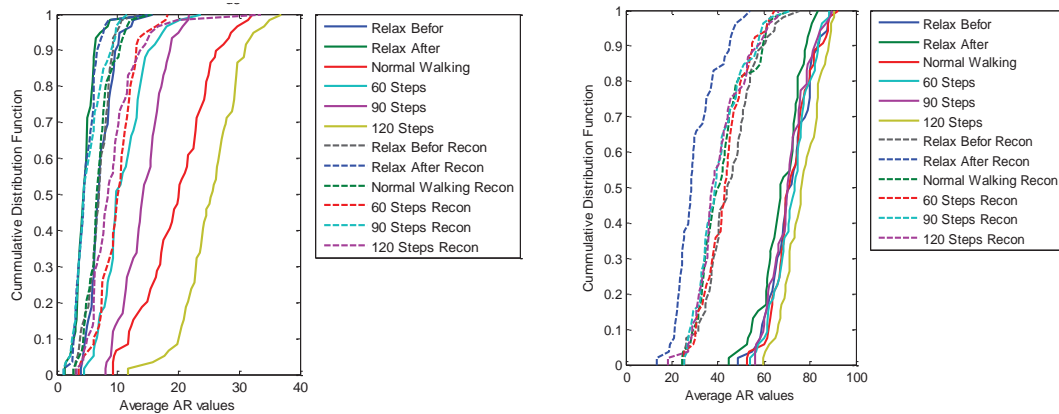 1
0.9
0.8
0.7
0.6
0.5
0.4
0.3
0.2
0.1
0
0
10
20
30
40
Cummulative Distribution Function
Average AR values
Relax Befor
Relax After
Normal Walking
60 Steps
90 Steps
120 Steps
Relax Befor Recon
Relax After Recon
Normal Walking Recon
60 Steps Recon
90 Steps Recon
120 Steps Recon
1
0.9
0.8
0.7
0.6
0.5
0.4
0.3
0.2
0.1
0
0
20
40
60
80
100
Cummulative Distribution Function
Average AR values
Relax Befor
Relax After
Normal Walking
60 Steps
90 Steps
120 Steps
Relax Befor Recon
Relax After Recon
Normal Walking Recon
60 Steps Recon
90 Steps Recon
120 Steps Recon